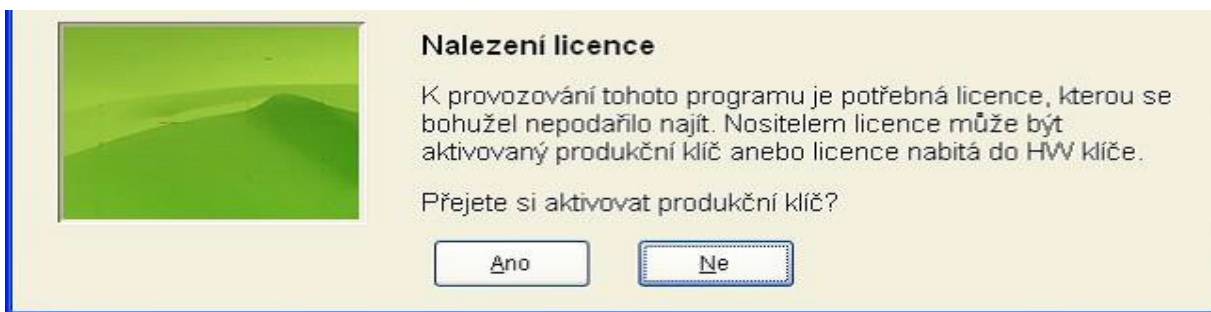 Nalezení licence
K provozování tohoto programu je potřebná licence, kterou se
bohužel nepodařilo najít. Nositelem licence může být
aktivovaný produkční klíč anebo licence nabitá do HW klíče.
Přejete si aktivovat produkční klíč?
Ano
Ne